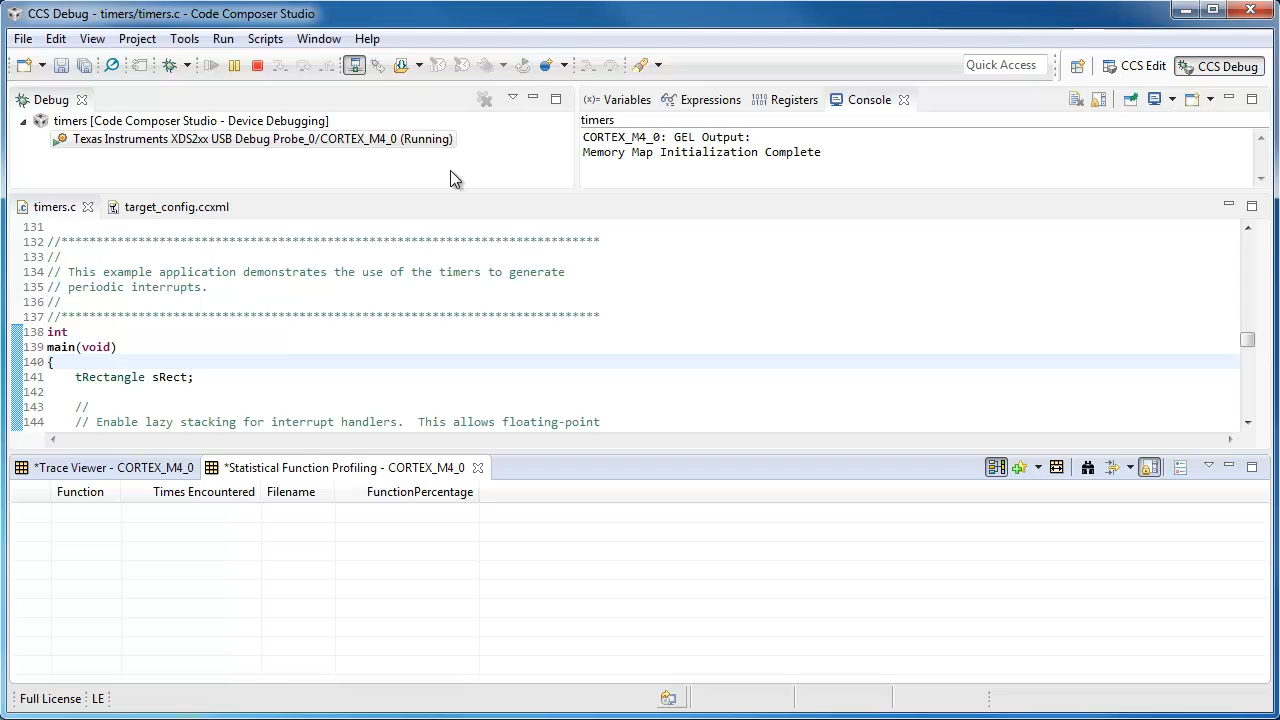 CCS Debug - timers/timers.c - Code Composer Studio
File Edit View Project Tools Run Scripts Window Help
Quick Access
CCS Edit
CCS Debug
Debug
timers [Code Composer Studio - Device Debugging]
Texas Instruments XDS2xx USB Debug Probe_0/CORTEX_M4_0 (Running)
(x)= Variables
Expressions
Registers
Console
timers
CORTEX_M4_0: GEL Output:
Memory Map Initialization Complete
timers.c
target_config.ccxml
131
132 //*****************************************************************************
133 //
134 // This example application demonstrates the use of the timers to generate
135 // periodic interrupts.
136 //
137 //*****************************************************************************
138 int
139 main(void)
140 {
141     tRectangle sRect;
142
143     //
144     // Enable lazy stacking for interrupt handlers.  This allows floating-point
*Trace Viewer - CORTEX_M4_0
*Statistical Function Profiling - CORTEX_M4_0
Function Times Encountered Filename FunctionPercentage
Full License LE